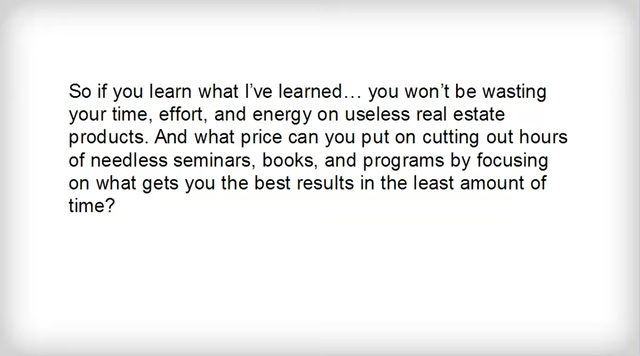 So if you learn what I've learned… you won't be wasting
your time, effort, and energy on useless real estate
products. And what price can you put on cutting out hours
of needless seminars, books, and programs by focusing
on what gets you the best results in the least amount of
time?